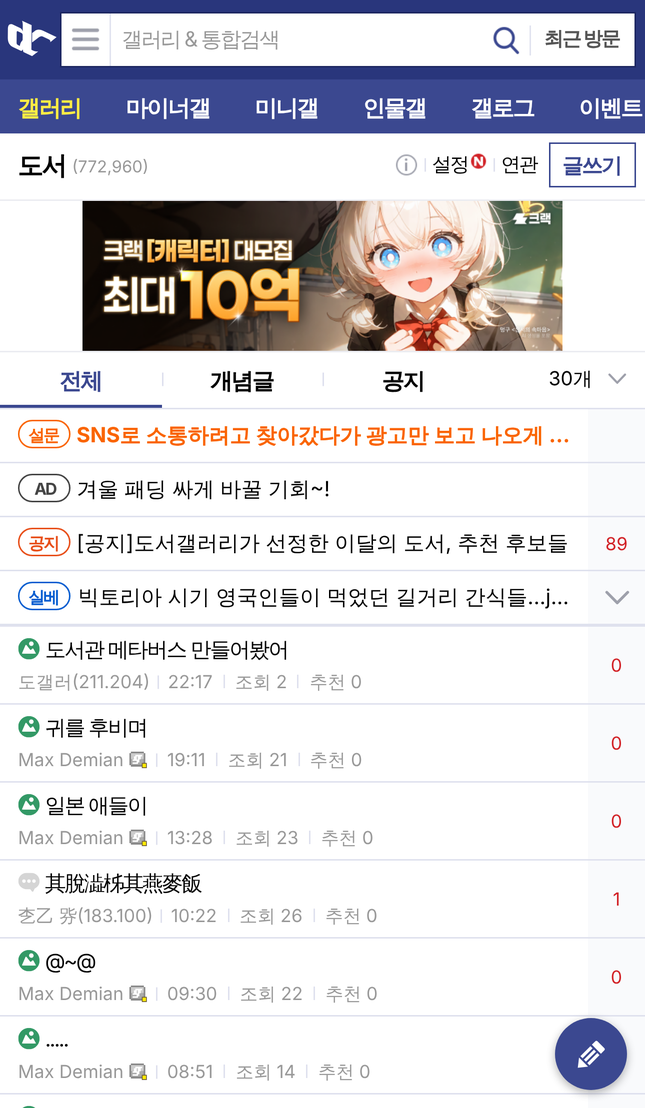 dc
갤러리 & 통합검색
최근 방문
갤러리 마이너갤 미니갤 인물갤 갤로그 이벤트
도서 (772,960) 설정 N 연관 글쓰기
크랙
크랙 [캐릭터] 대모집
최대 10억
전체 개념글 공지 30개
설문 SNS로 소통하려고 찾아갔다가 광고만 보고 나오게 ...
AD 겨울 패딩 싸게 바꿀 기회~!
공지 [공지]도서갤러리가 선정한 이달의 도서, 추천 후보들 89
실베 빅토리아 시기 영국인들이 먹었던 길거리 간식들...j...
도서관 메타버스 만들어봤어
도갤러(211.204) 22:17 조회 2 추천 0
0
귀를 후비며
Max Demian 19:11 조회 21 추천 0
0
일본 애들이
Max Demian 13:28 조회 23 추천 0
0
其脫澁柹其燕麥飯
(183.100) 10:22 조회 26 추천 0
1
@~@
Max Demian 09:30 조회 22 추천 0
0
.....
Max Demian 08:51 조회 14 추천 0